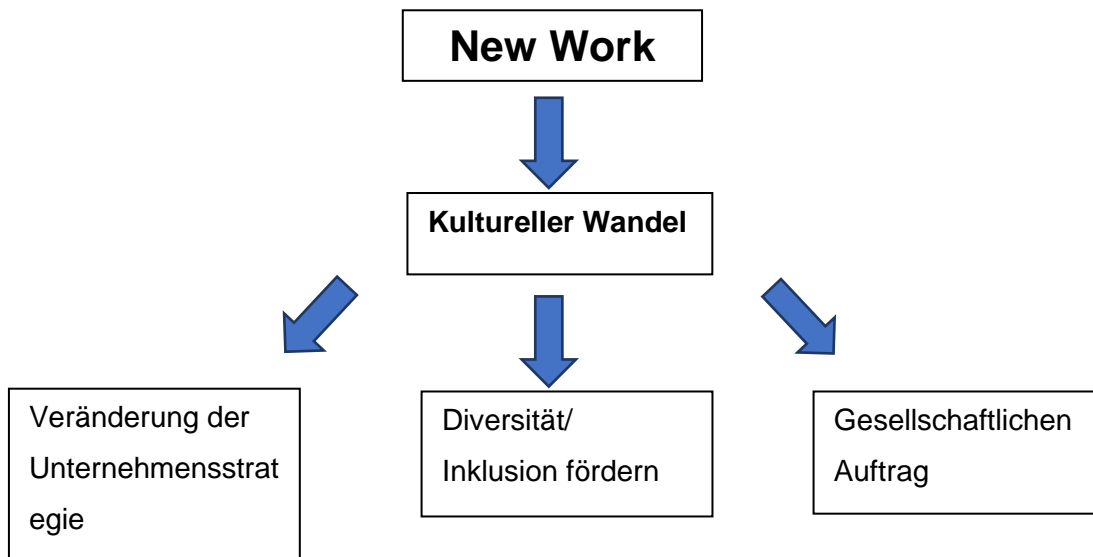 New Work
Kultureller Wandel
Veränderung der
Unternehmensstrat
egie
Diversität/
Inklusion fördern
Gesellschaftlichen
Auftrag